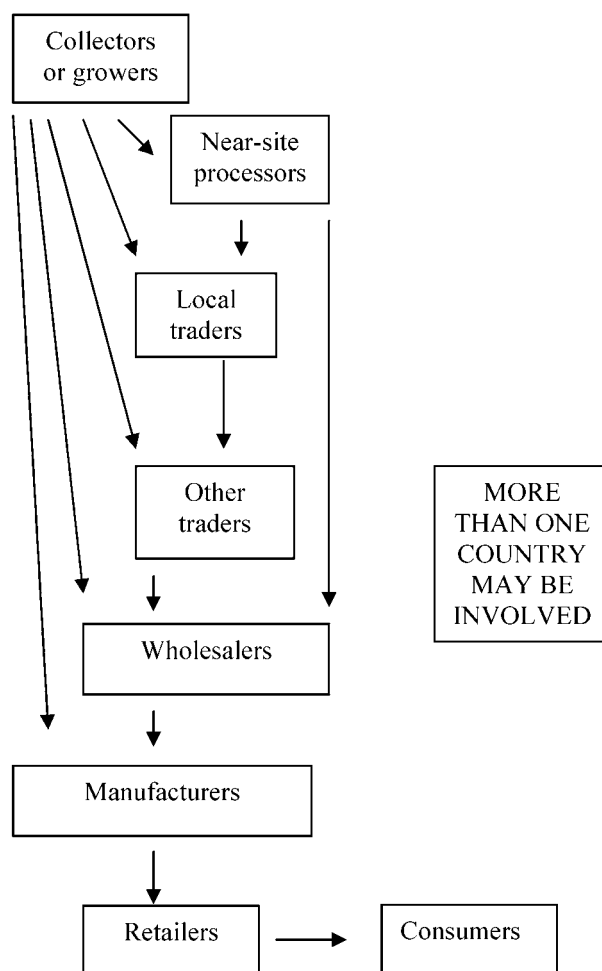 Collectors
or growers
Near-site
processors
Local
traders
Other
traders
MORE
THAN ONE
COUNTRY
MAY BE
INVOLVED
Wholesalers
Manufacturers
Retailers
Consumers